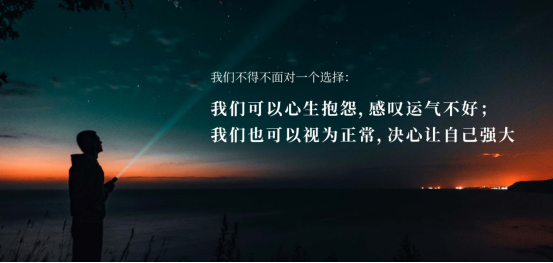 我们不得不面对一个选择：
我们可以心生抱怨，感叹运气不好；
我们也可以视为正常，决心让自己强大